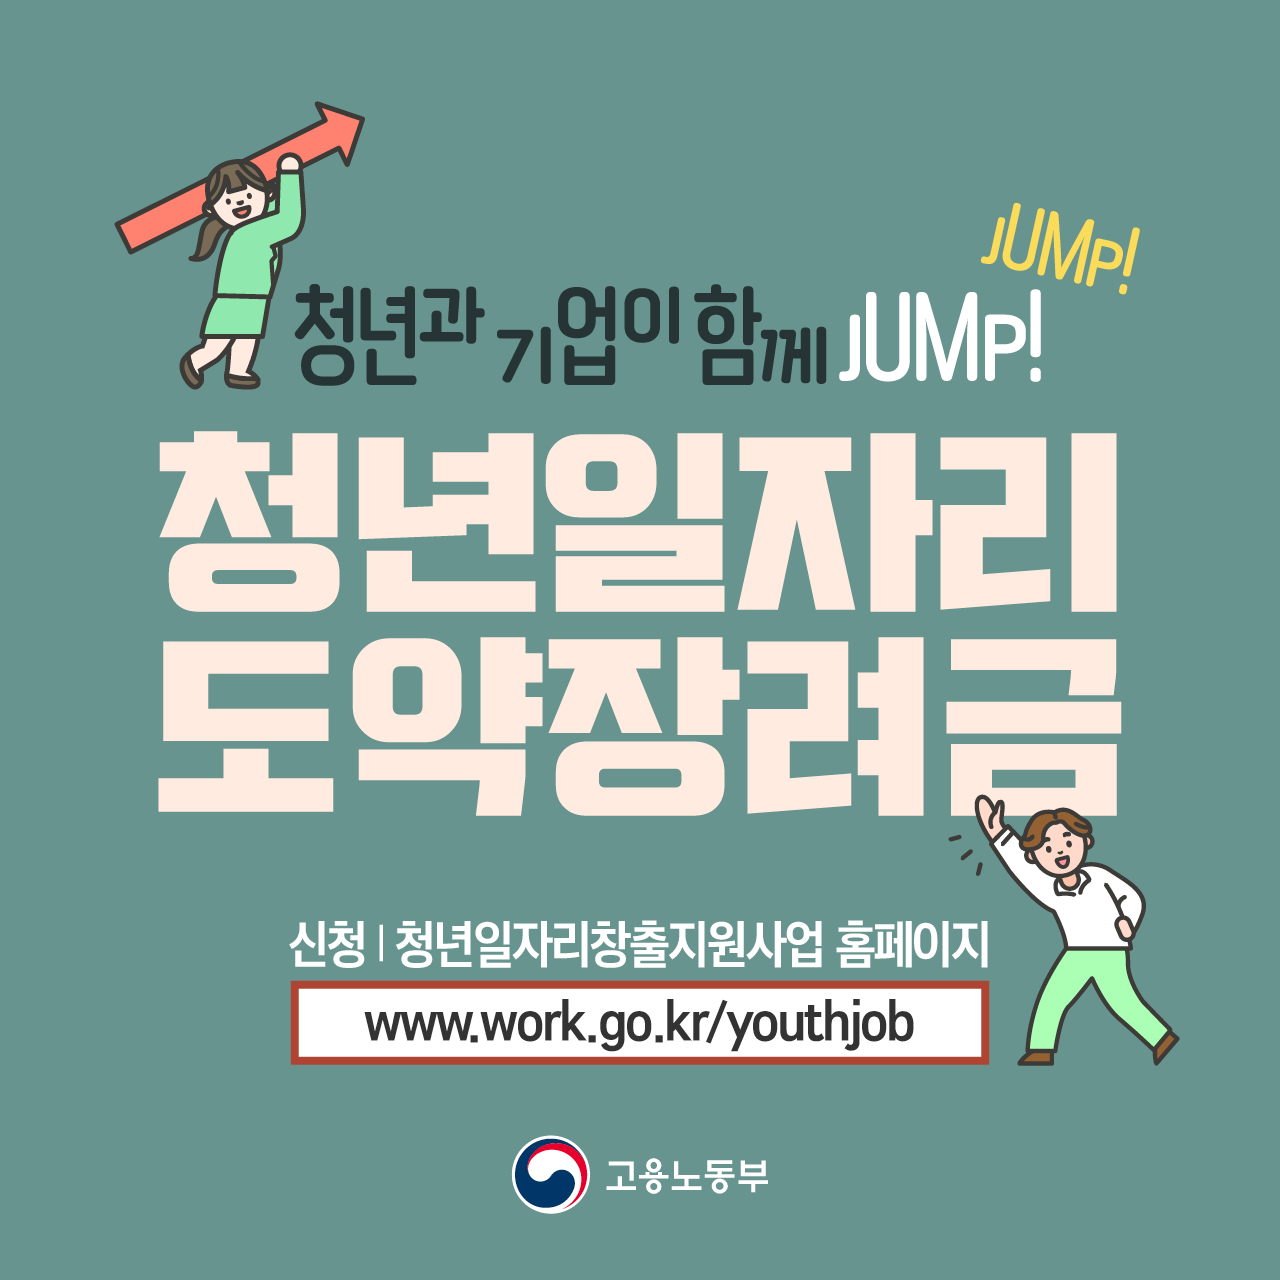 JUMP!
청년과 기업이 함께 JUMP!
청년일자리
도약장려금
신청 | 청년일자리창출지원사업 홈페이지
www.work.go.kr/youthjob
고용노동부